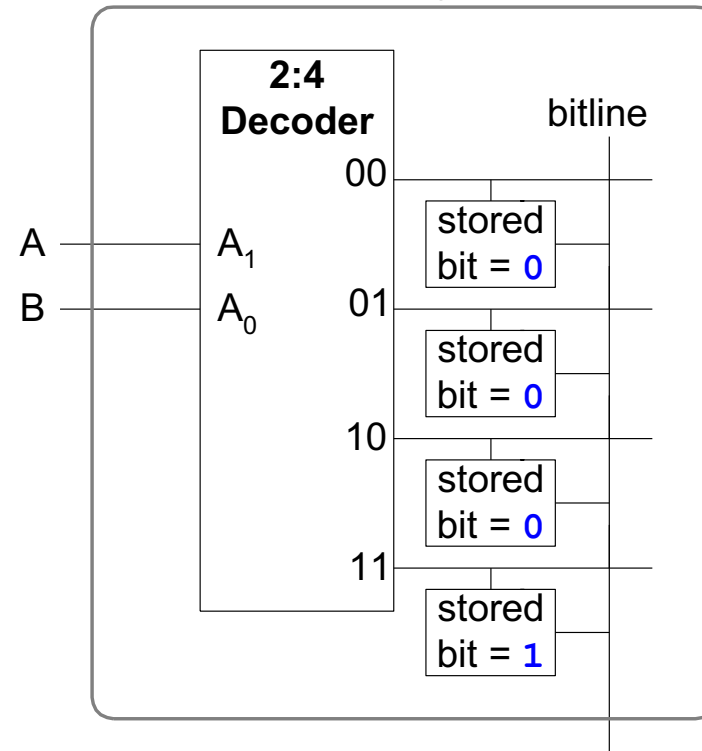 2:4
Decoder
bitline
00
stored
bit = 0
A
A₁
B
A₀
01
stored
bit = 0
10
stored
bit = 0
11
stored
bit = 1